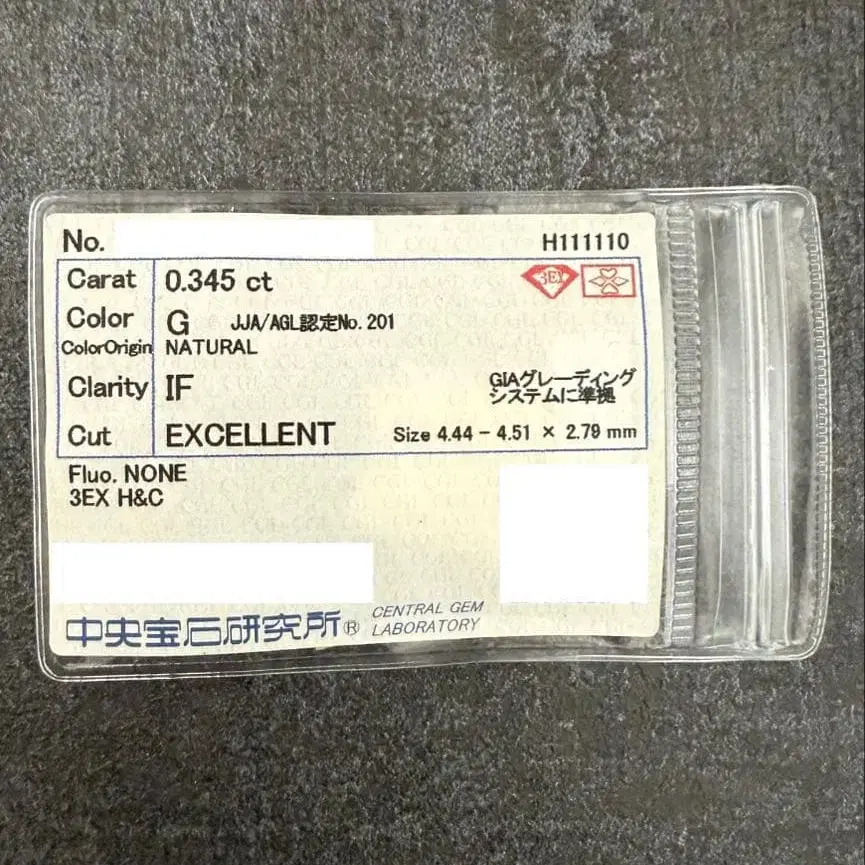 No. H111110
3EX
Carat 0.345 ct
Color G JJA/AGL認定No.201
ColorOrigin NATURAL
Clarity IF GIAグレーディング
システムに準拠
Cut EXCELLENT Size 4.44 - 4.51 × 2.79 mm
Fluo. NONE
3EX H&C
中央宝石研究所® CENTRAL GEM
LABORATORY